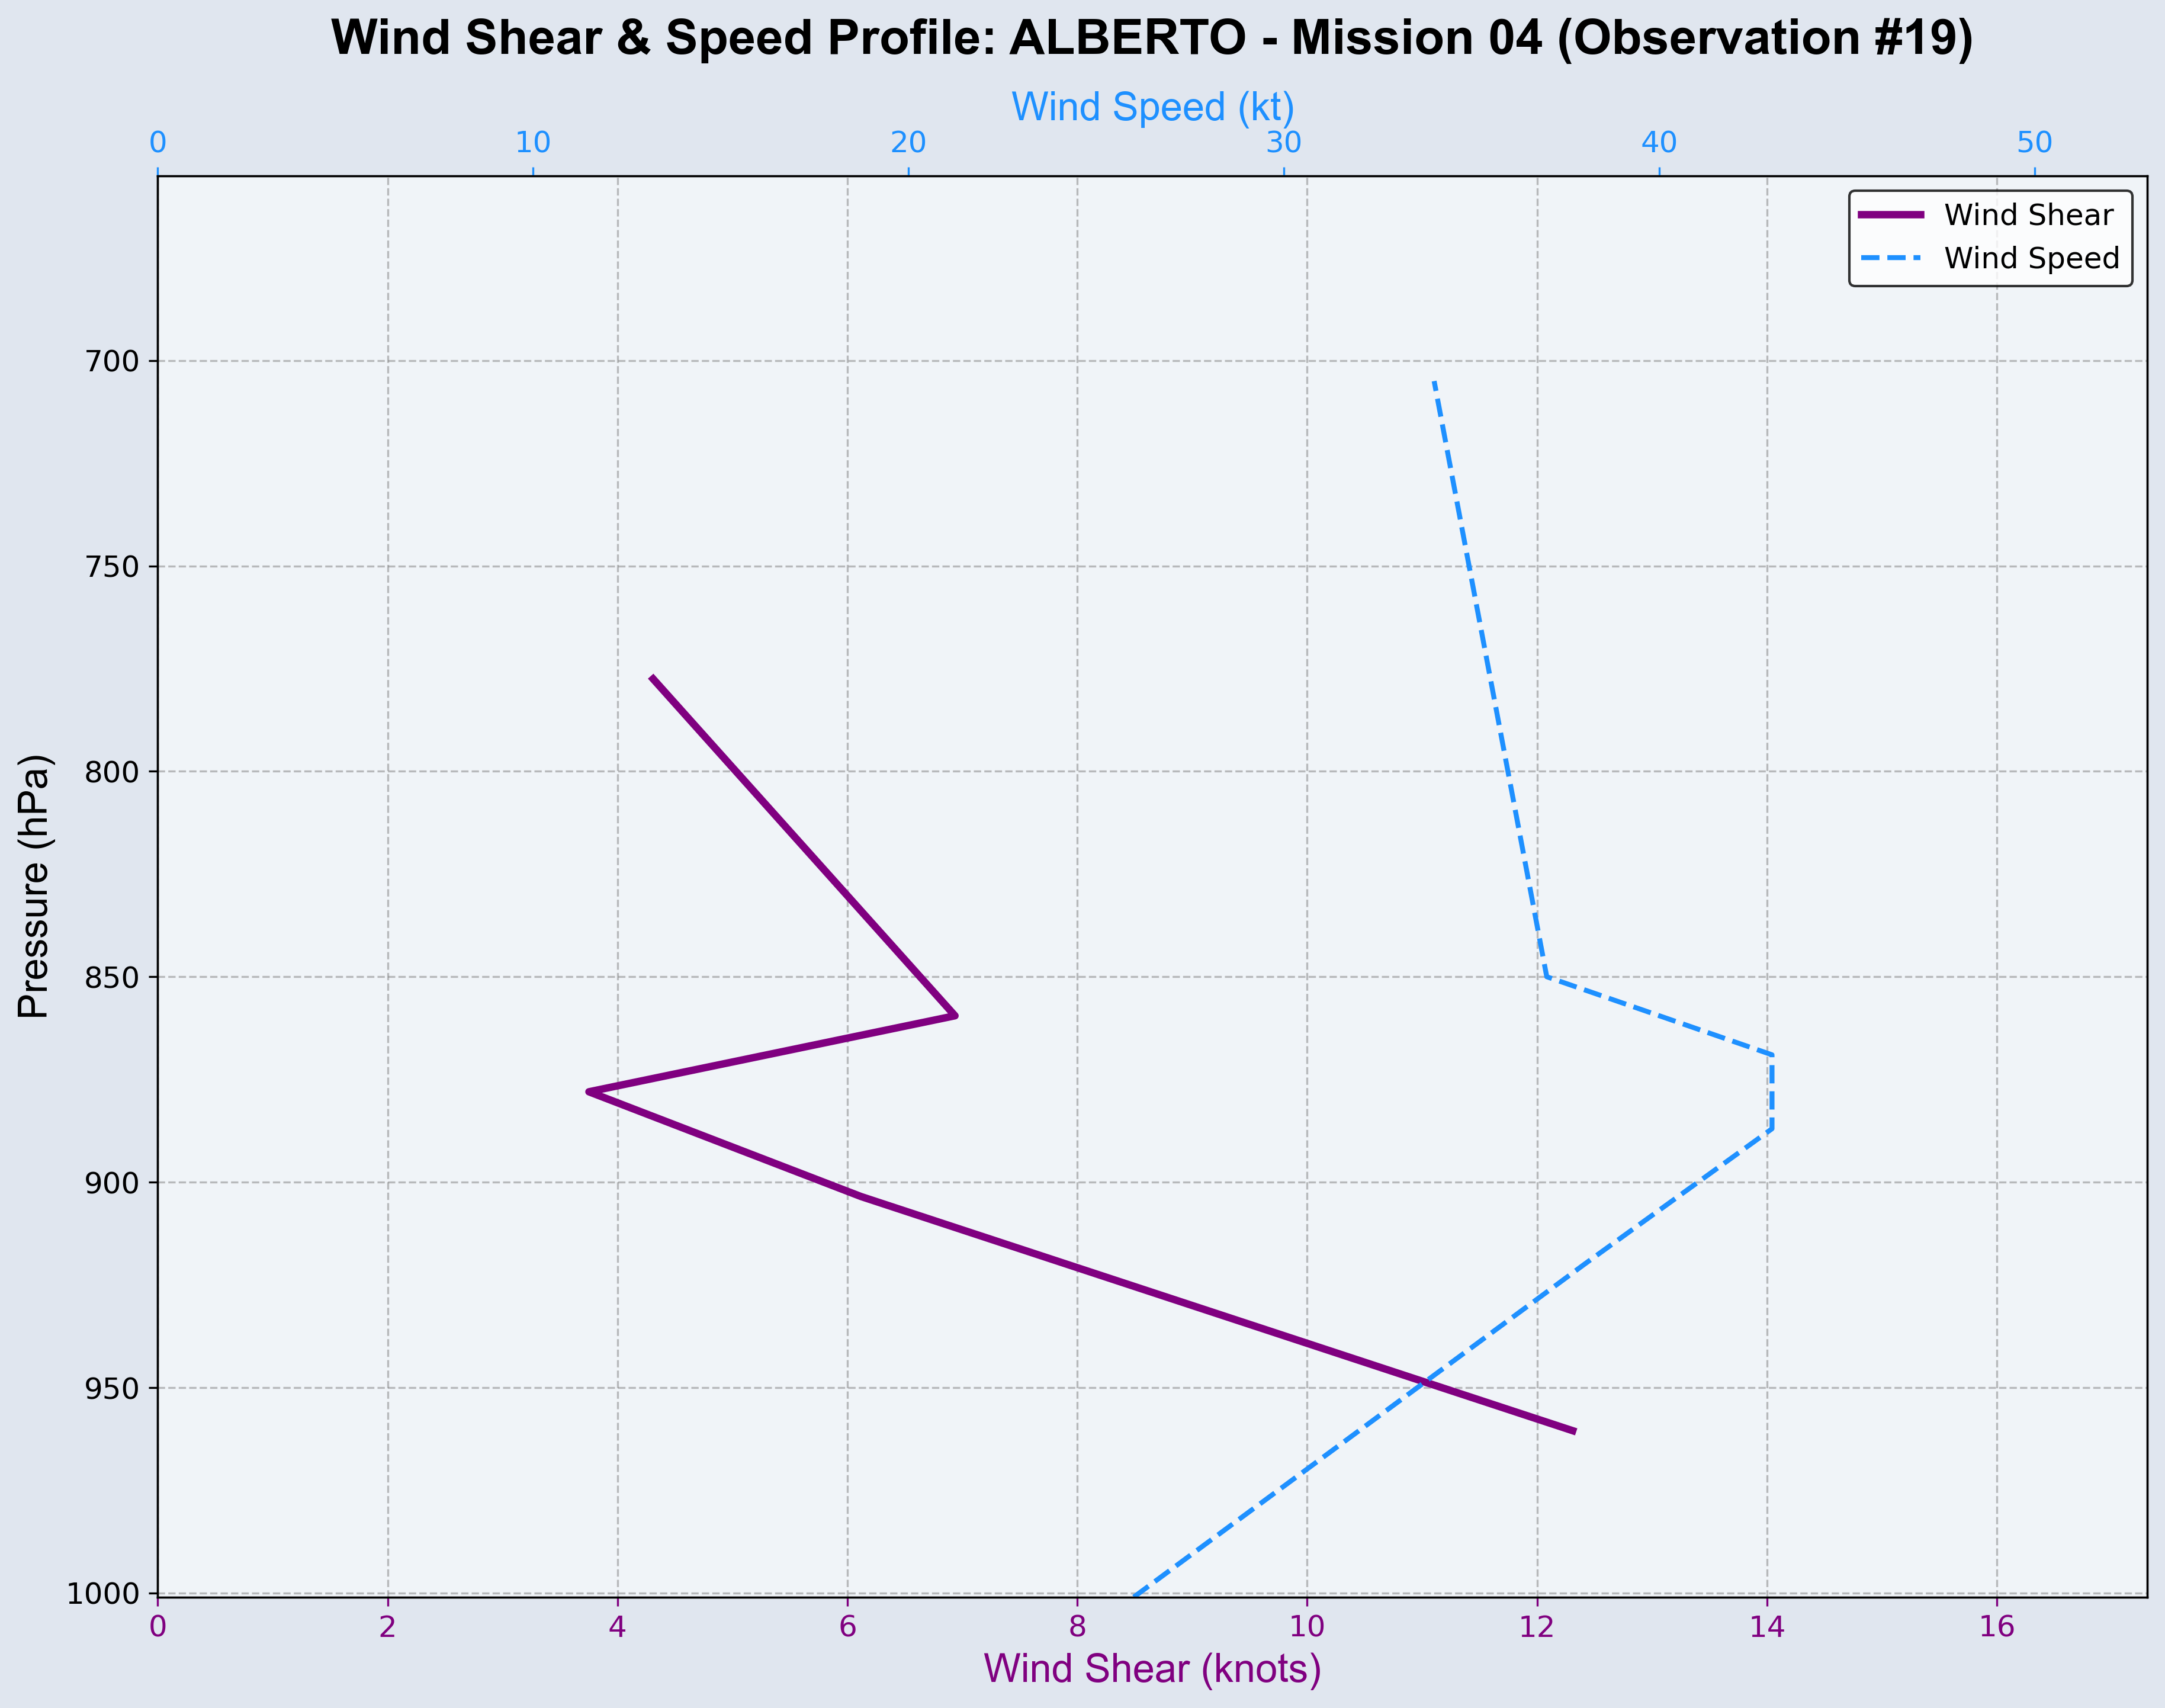 Wind Shear & Speed Profile: ALBERTO - Mission 04 (Observation #19)
Wind Speed (kt)
0 10 20 30 40 50
Wind Shear
Wind Speed
Pressure (hPa)
700
750
800
850
900
950
1000
0 2 4 6 8 10 12 14 16
Wind Shear (knots)